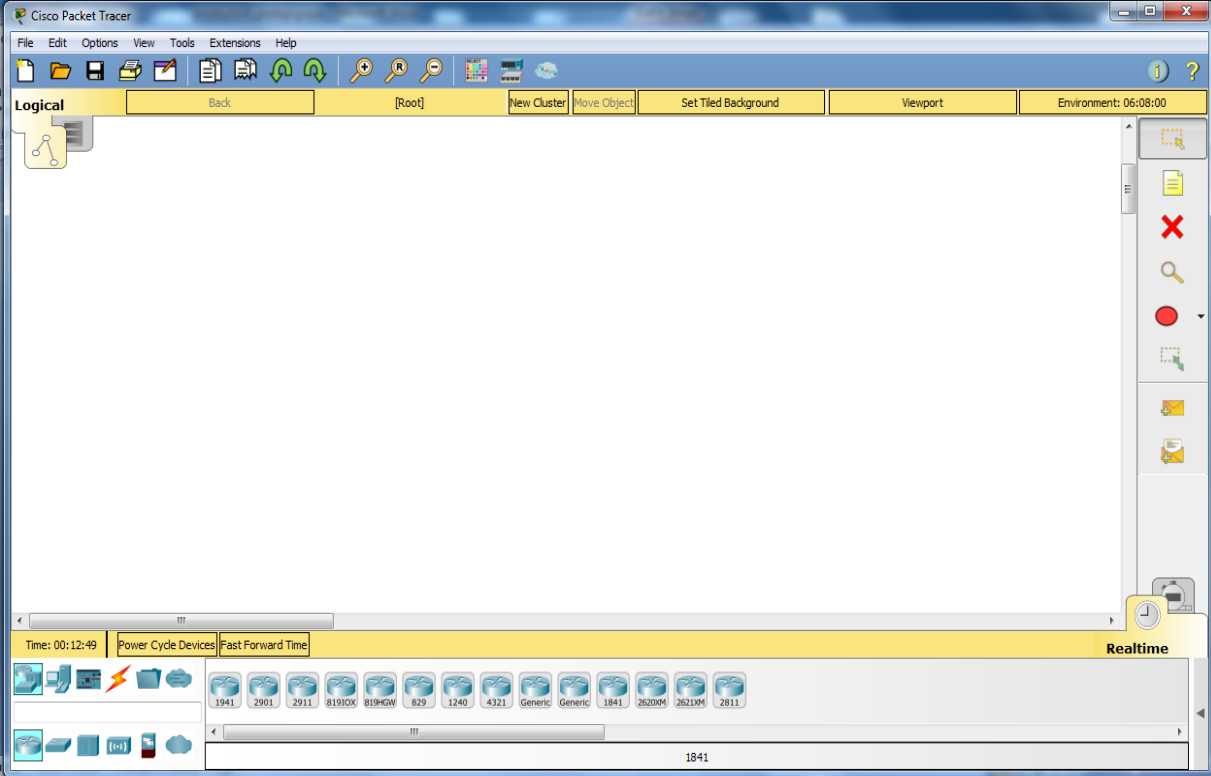 Cisco Packet Tracer
File Edit Options View Tools Extensions Help
Logical Back [Root] New Cluster Move Object Set Tiled Background Viewport Environment: 06:08:00
Time: 00:12:49 Power Cycle Devices Fast Forward Time Realtime
1941 2901 2911 819IOX 819HGW 829 1240 4321 Generic Generic 1841 2620XM 2621XM 2811
1841